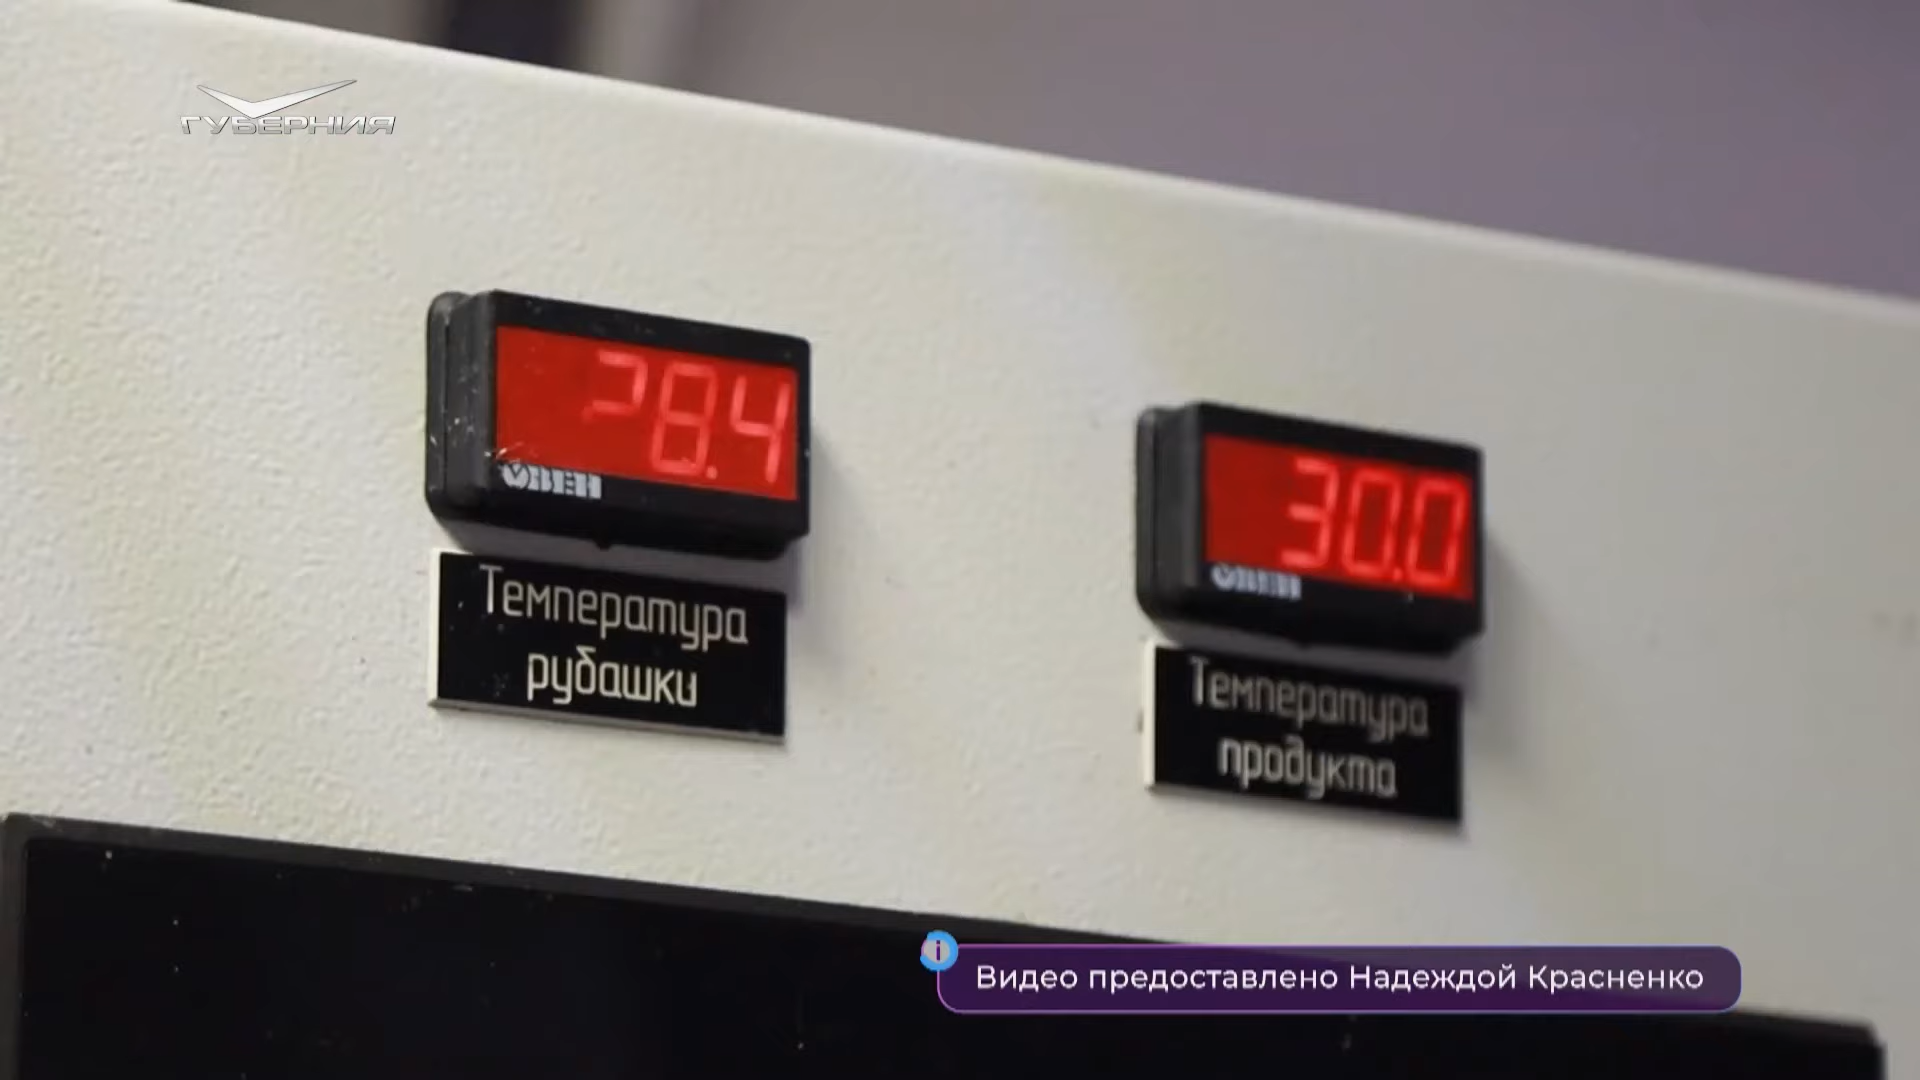 ГУБЕРНИЯ
28.4
ОВЕН
Температура
рубашки
30.0
ОВЕН
Температура
продукта
Видео предоставлено Надеждой Красненко